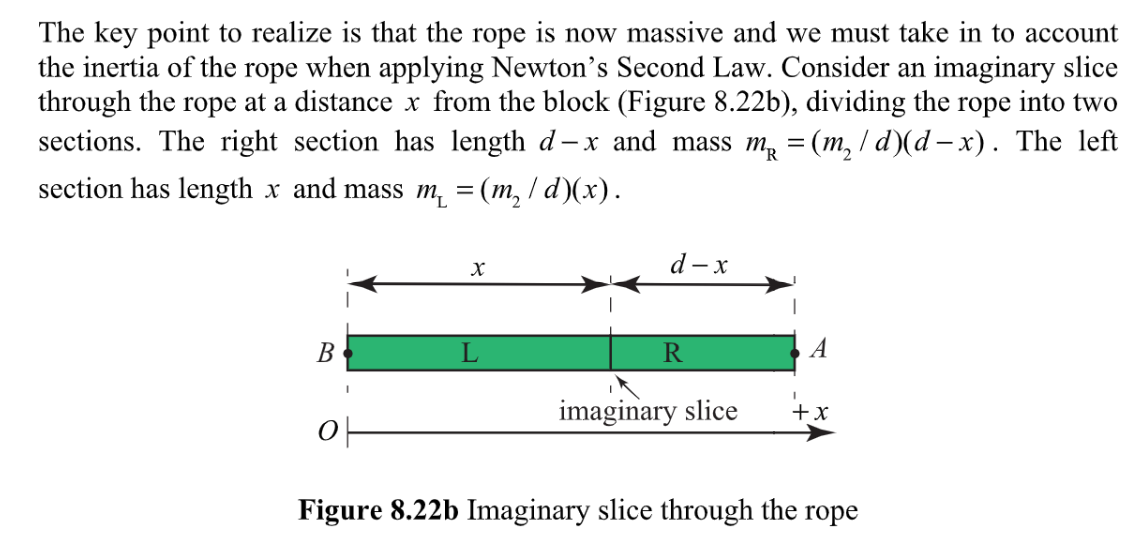 The key point to realize is that the rope is now massive and we must take in to account
the inertia of the rope when applying Newton's Second Law. Consider an imaginary slice
through the rope at a distance x from the block (Figure 8.22b), dividing the rope into two
sections. The right section has length d − x and mass m_R = (m_2 / d)(d − x). The left
section has length x and mass m_L = (m_2 / d)(x).
x
d − x
B
L
R
A
imaginary slice
+x
O
Figure 8.22b Imaginary slice through the rope